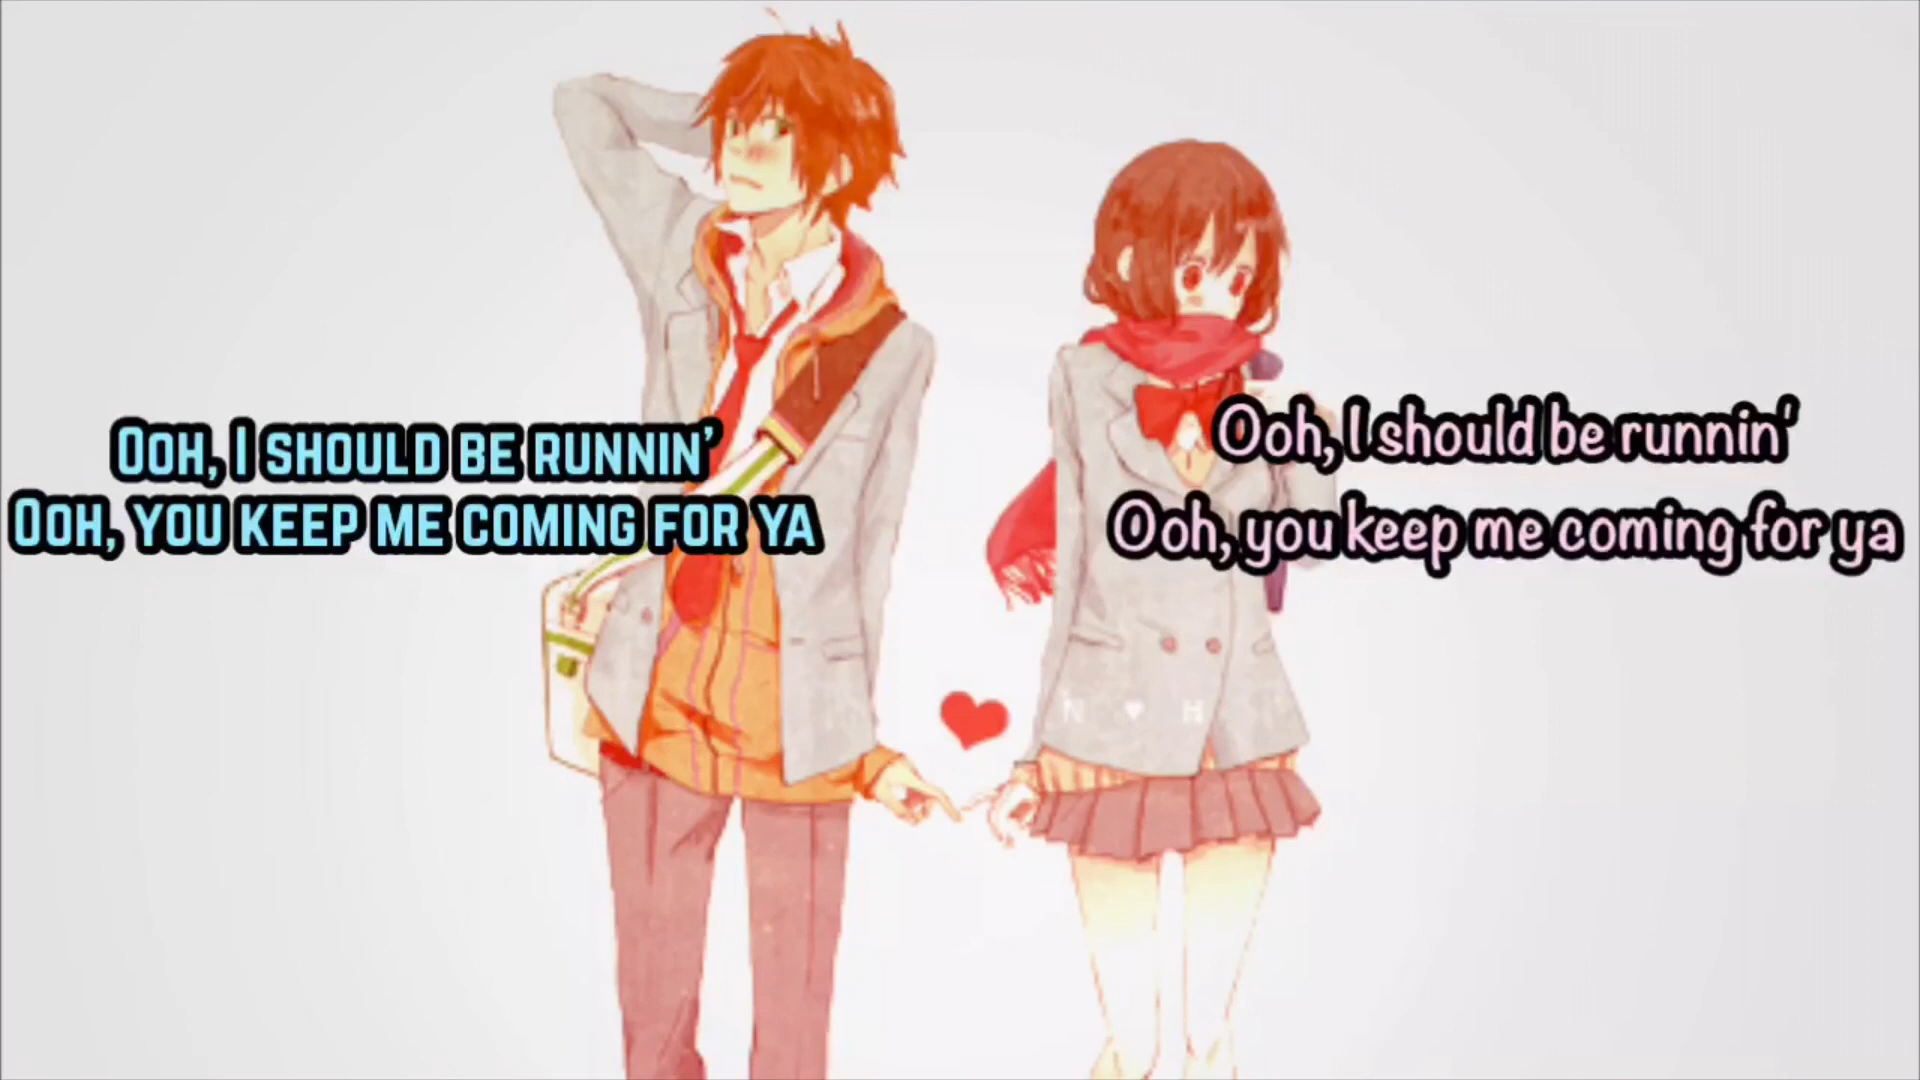 Ooh, I should be runnin'
Ooh, you keep me coming for ya
Ooh, I should be runnin'
Ooh, you keep me coming for ya
N ♥ H